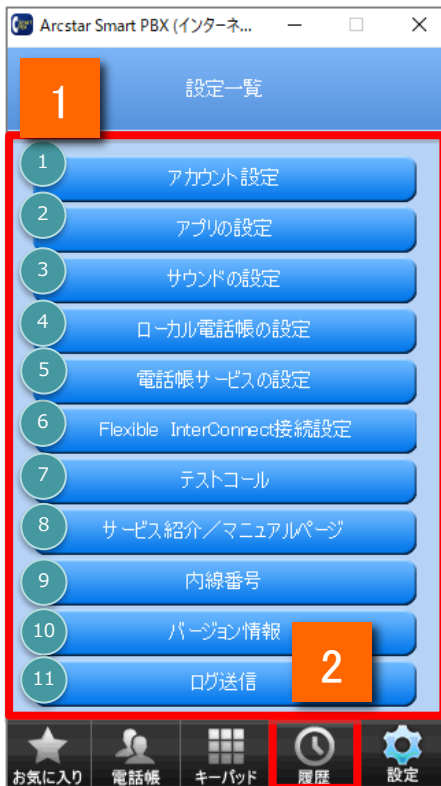 Arcstar Smart PBX (インターネ...
設定一覧
1
1 アカウント設定
2 アプリの設定
3 サウンドの設定
4 ローカル電話帳の設定
5 電話帳サービスの設定
6 Flexible InterConnect接続設定
7 テストコール
8 サービス紹介／マニュアルページ
9 内線番号
10 バージョン情報
2
11 ログ送信
お気に入り 電話帳 キーパッド 履歴 設定